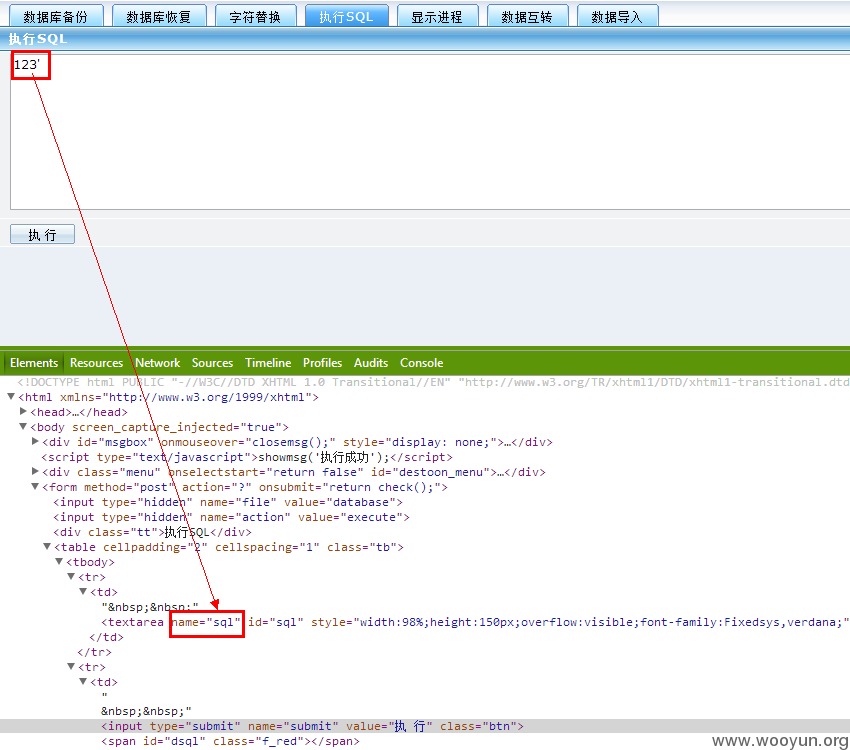 数据库备份 数据库恢复 字符替换 执行SQL 显示进程 数据互转 数据导入
执行SQL
123'
执 行
Elements Resources Network Sources Timeline Profiles Audits Console
<!DOCTYPE html PUBLIC "-//W3C//DTD XHTML 1.0 Transitional//EN" "http://www.w3.org/TR/xhtml1/DTD/xhtml1-transitional.dtd
▼<html xmlns="http://www.w3.org/1999/xhtml">
▶<head>…</head>
▼<body screen_capture_injected="true">
▶<div id="msgbox" onmouseover="closemsg();" style="display: none;">…</div>
<script type="text/javascript">showmsg('执行成功');</script>
▶<div class="menu" onselectstart="return false" id="destoon_menu">…</div>
▼<form method="post" action="?" onsubmit="return check();">
<input type="hidden" name="file" value="database">
<input type="hidden" name="action" value="execute">
<div class="tt">执行SQL</div>
▼<table cellpadding="2" cellspacing="1" class="tb">
▼<tbody>
▼<tr>
▼<td>
"&nbsp;&nbsp;"
<textarea name="sql" id="sql" style="width:98%;height:150px;overflow:visible;font-family:Fixedsys,verdana;"
</td>
</tr>
▼<tr>
▼<td>
"
&nbsp;&nbsp;"
<input type="submit" name="submit" value="执 行" class="btn">
<span id="dsql" class="f_red"></span>
www.wooyun.org